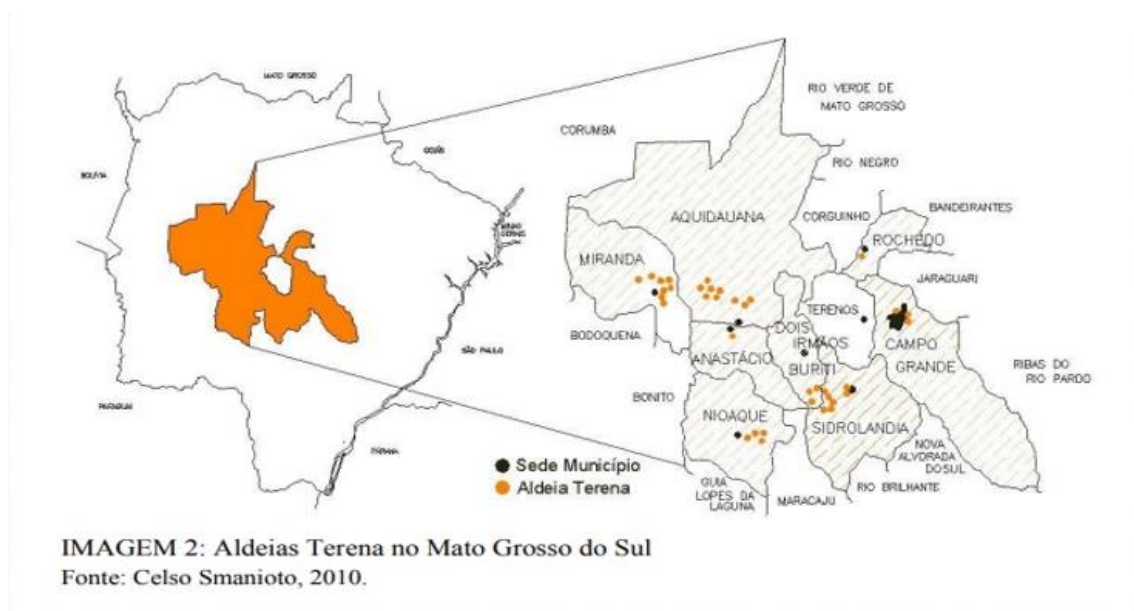 MATO GROSSO
GOIÁS
BOLÍVIA
MINAS
GERAIS
SÃO PAULO
PARAGUAI
PARANA
RIO VERDE DE
MATO GROSSO
CORUMBA
RIO NEGRO
AQUIDAUANA
CORGUINHO
BANDEIRANTES
ROCHEDO
MIRANDA
JARAGUARI
TERENOS
BODOQUENA
DOIS
IRMÃOS
BURITI
ANASTÁCIO
CAMPO
GRANDE
RIBAS DO
RIO PARDO
BONITO
NIOAQUE
SIDROLANDIA
NOVA
ALVORADA
DO SUL
GUIA
LOPES DA
LAGUNA
MARACAJU
RIO BRILHANTE
Sede Município
Aldeia Terena
IMAGEM 2: Aldeias Terena no Mato Grosso do Sul
Fonte: Celso Smanioto, 2010.